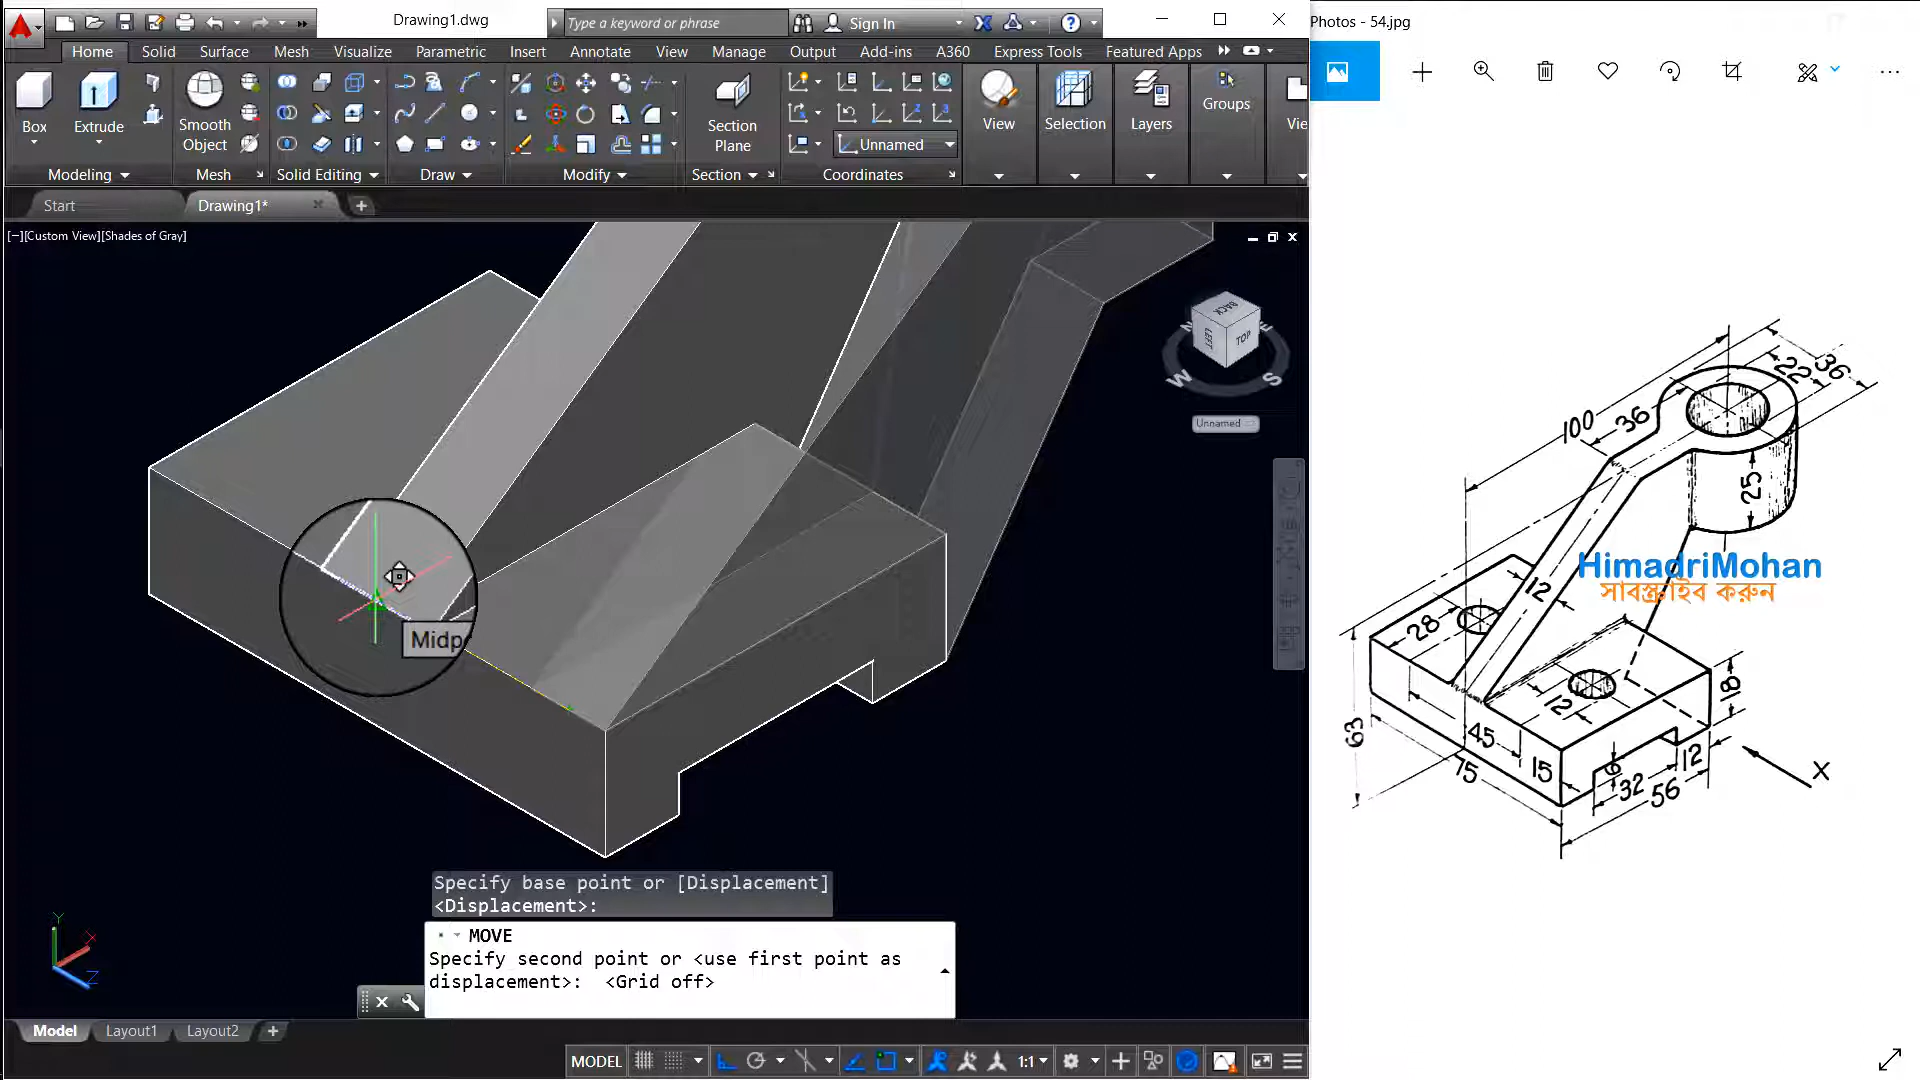 Drawing1.dwg
Type a keyword or phrase
Sign In
Photos - 54.jpg
Home Solid Surface Mesh Visualize Parametric Insert Annotate View Manage Output Add-ins A360 Express Tools Featured Apps
Box
Extrude
Smooth
Object
Section
Plane
Unnamed
View
Selection
Layers
Groups
Modeling
Mesh
Solid Editing
Draw
Modify
Section
Coordinates
Start
Drawing1*
[−][Custom View][Shades of Gray]
BACK
LEFT
TOP
W
S
Unnamed
Midp
Specify base point or [Displacement]
<Displacement>:
MOVE
Specify second point or <use first point as
displacement>:  <Grid off>
Y
X
Z
Model Layout1 Layout2
MODEL
1:1
36
22
36
100
25
HimadriMohan
সাবস্ক্রাইব করুন
12
28
12
18
63
45
15
75
6
32
12
56
X